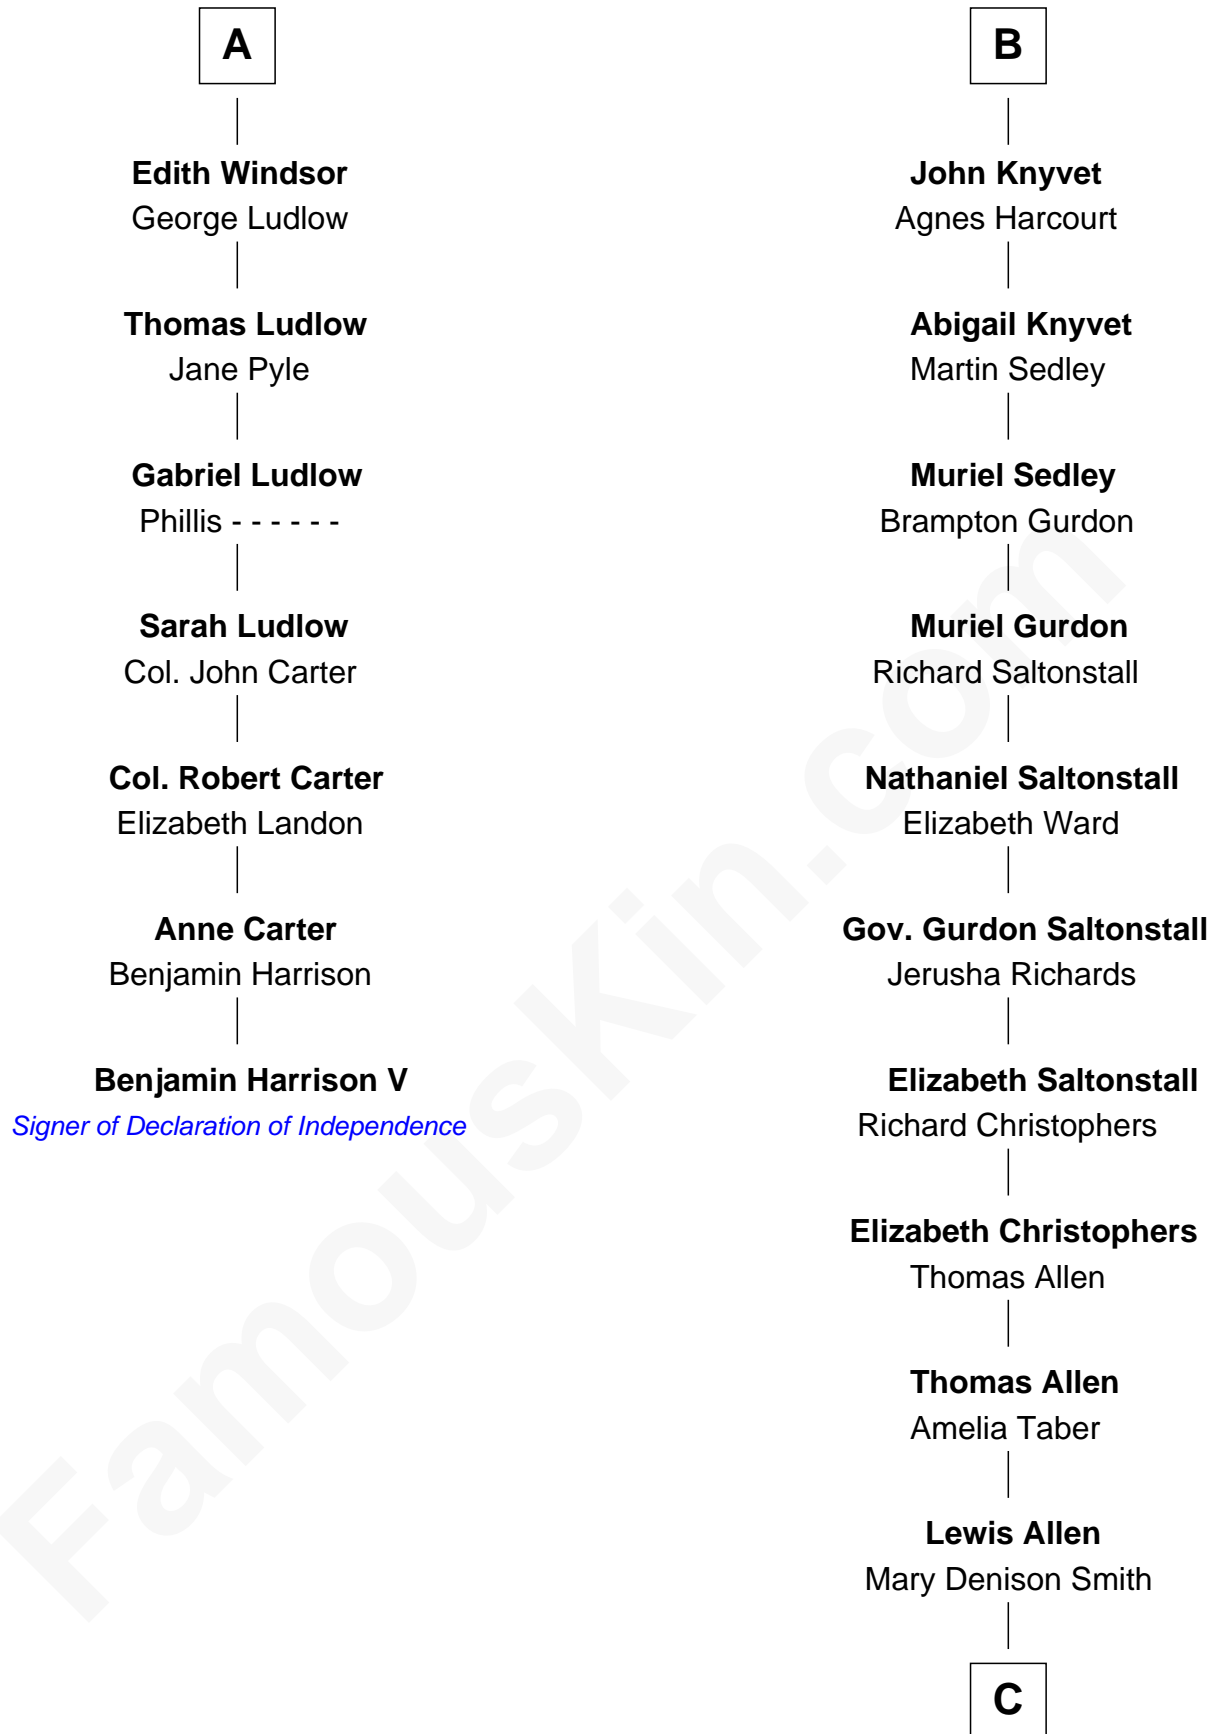 A
Edith Windsor
George Ludlow
Thomas Ludlow
Jane Pyle
Gabriel Ludlow
Phillis - - - - - -
Sarah Ludlow
Col. John Carter
Col. Robert Carter
Elizabeth Landon
Anne Carter
Benjamin Harrison
Benjamin Harrison V
Signer of Declaration of Independence
B
John Knyvet
Agnes Harcourt
Abigail Knyvet
Martin Sedley
Muriel Sedley
Brampton Gurdon
Muriel Gurdon
Richard Saltonstall
Nathaniel Saltonstall
Elizabeth Ward
Gov. Gurdon Saltonstall
Jerusha Richards
Elizabeth Saltonstall
Richard Christophers
Elizabeth Christophers
Thomas Allen
Thomas Allen
Amelia Taber
Lewis Allen
Mary Denison Smith
C
FamousKin.com